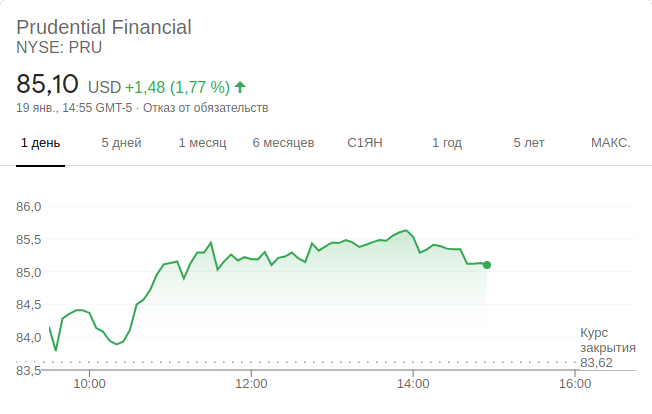 Prudential Financial
NYSE: PRU
85,10 USD +1,48 (1,77 %)
19 янв., 14:55 GMT-5 · Отказ от обязательств
1 день 5 дней 1 месяц 6 месяцев С1ЯН 1 год 5 лет МАКС.
86,0
85,5
85,0
84,5
84,0
83,5
Курс
закрытия
83,62
10:00 12:00 14:00 16:00